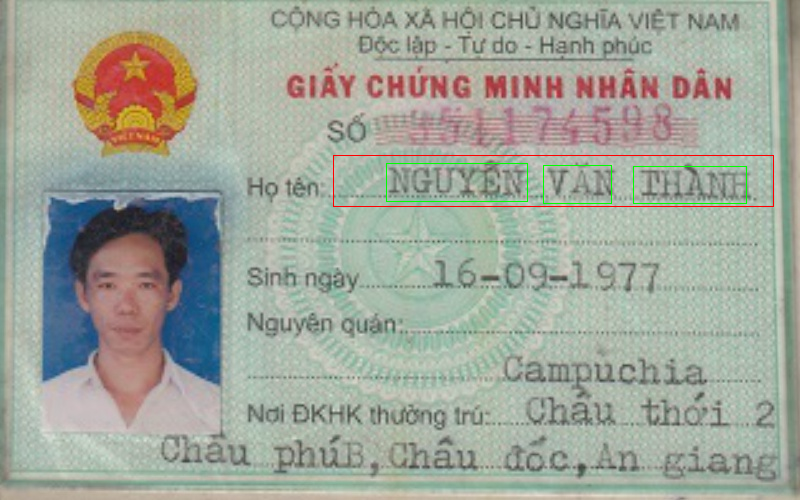 CỘNG HÒA XÃ HỘI CHỦ NGHĨA VIỆT NAM
Độc lập - Tự do - Hạnh phúc
GIẤY CHỨNG MINH NHÂN DÂN
SỐ 351174598
Họ tên: NGUYỄN VĂN THÀNH
Sinh ngày 16-09-1977
Nguyên quán:
Campuchia
Nơi ĐKHK thường trú: Châu thới 2
Châu phúB, Châu đốc, An giang
VIỆT NAM